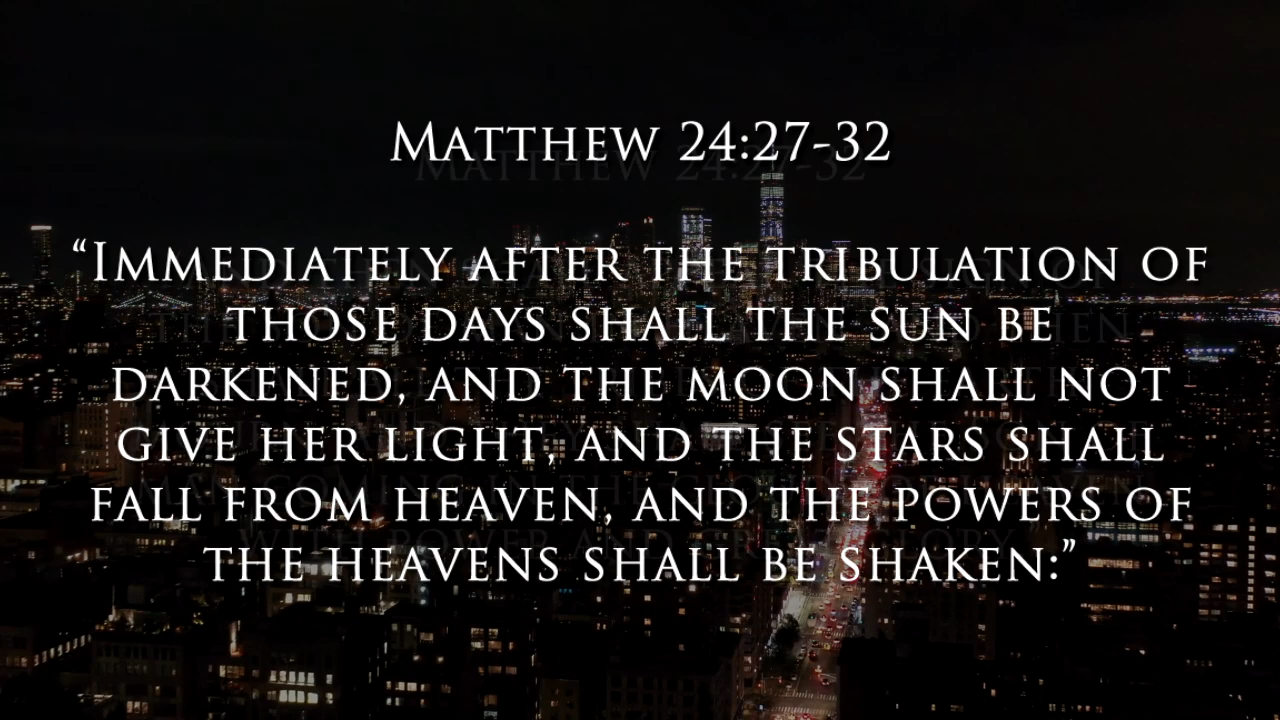 Matthew 24:27-32
“Immediately after the tribulation of
those days shall the sun be
darkened, and the moon shall not
give her light, and the stars shall
fall from heaven, and the powers of
the heavens shall be shaken:”